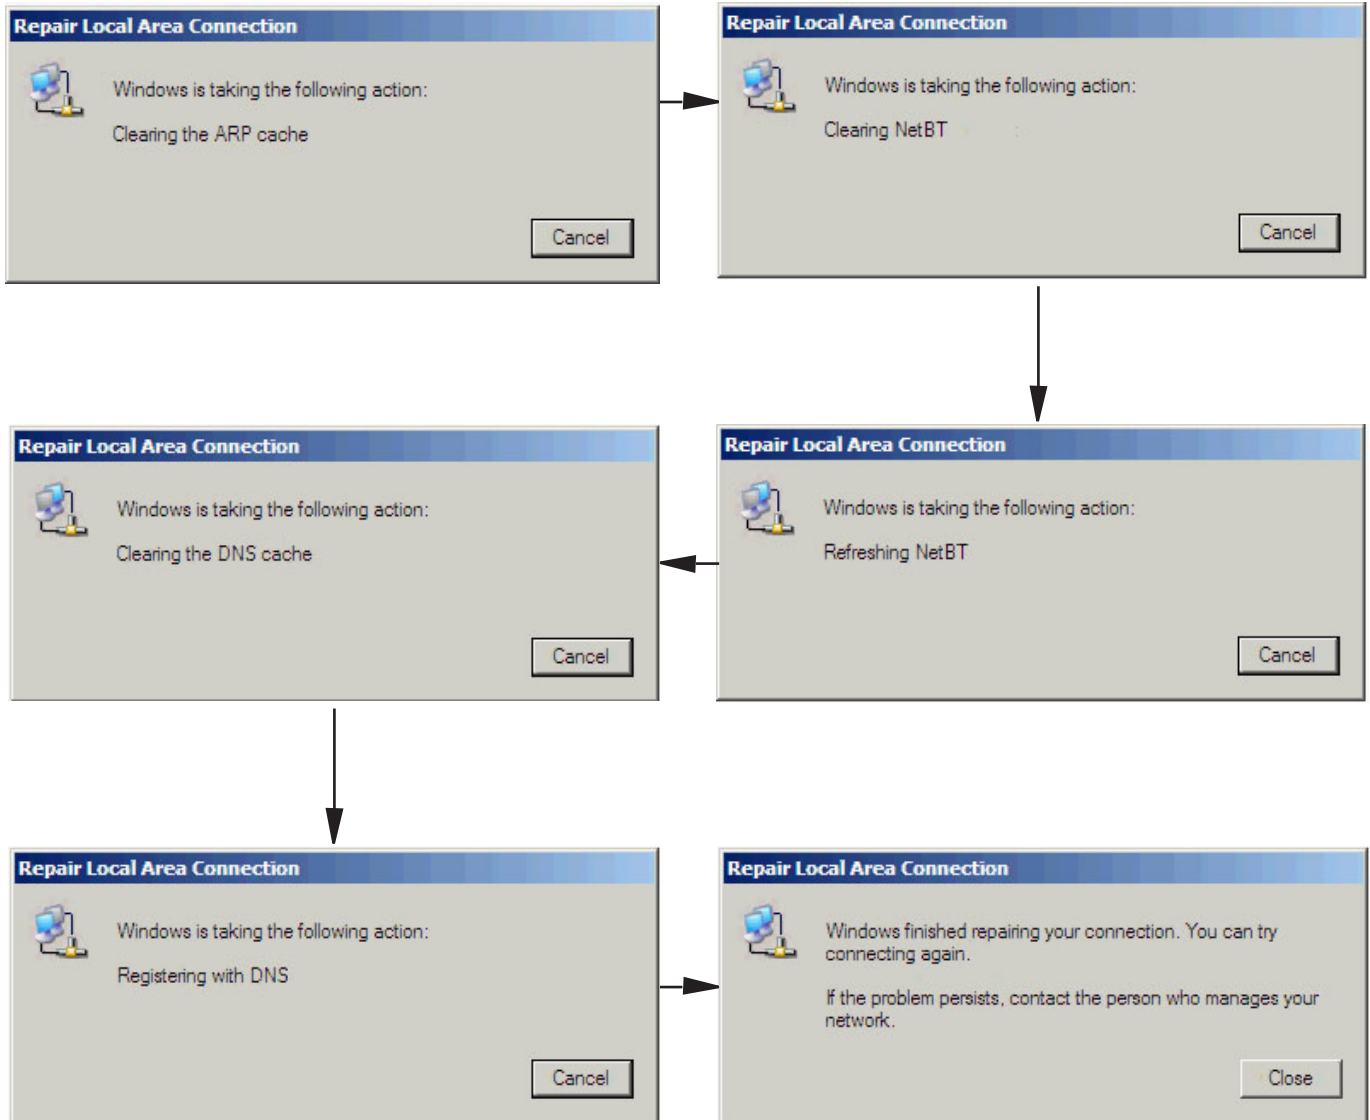 Repair Local Area Connection
Windows is taking the following action:
Clearing the ARP cache
Cancel
Repair Local Area Connection
Windows is taking the following action:
Clearing NetBT
Cancel
Repair Local Area Connection
Windows is taking the following action:
Refreshing NetBT
Cancel
Repair Local Area Connection
Windows is taking the following action:
Clearing the DNS cache
Cancel
Repair Local Area Connection
Windows is taking the following action:
Registering with DNS
Cancel
Repair Local Area Connection
Windows finished repairing your connection. You can try
connecting again.
If the problem persists, contact the person who manages your
network.
Close